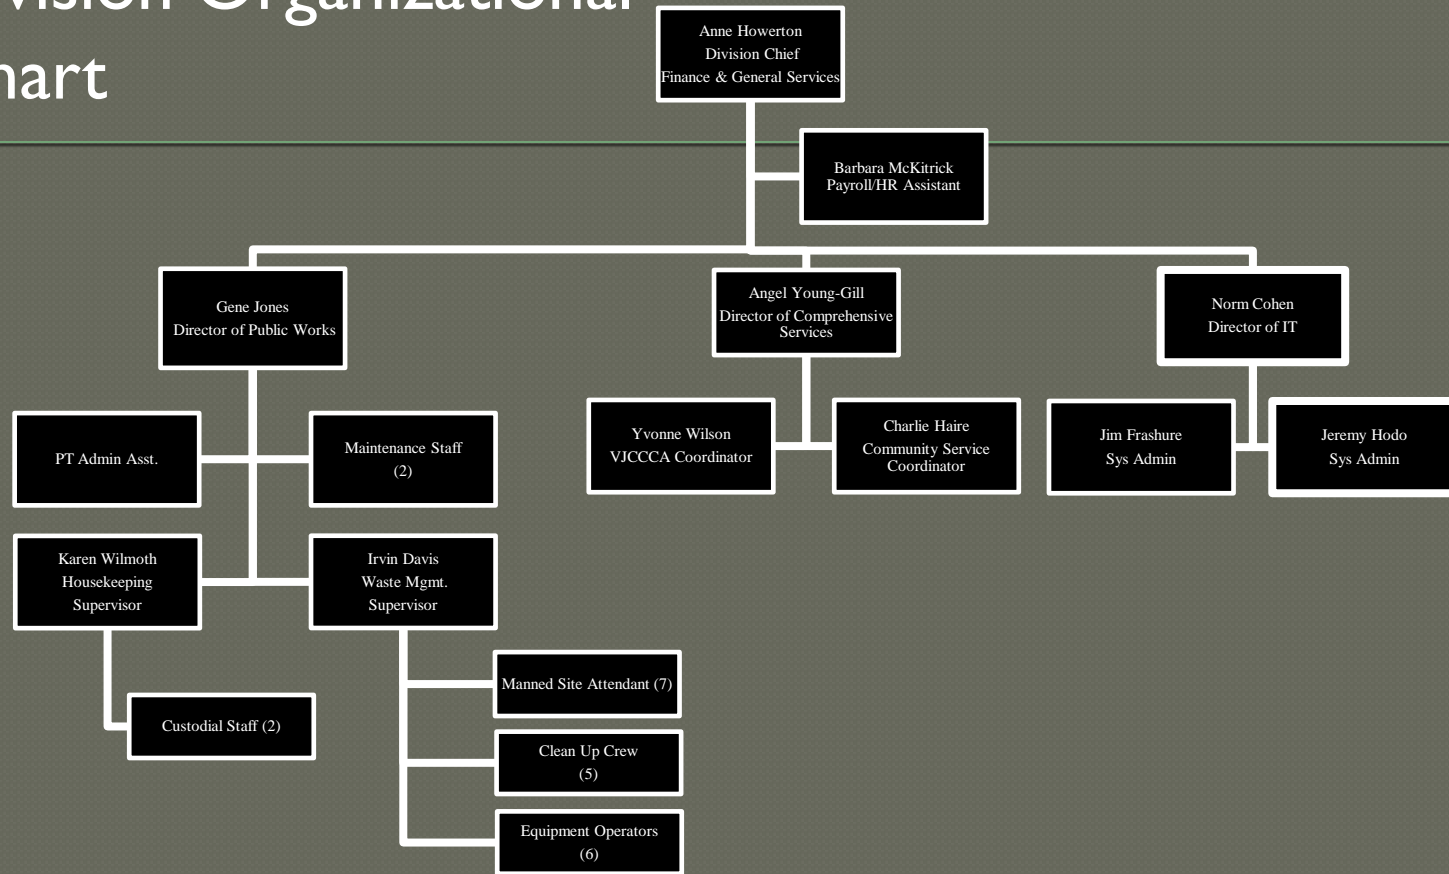 Organizational
Anne Howerton
Division Chief
Finance & General Services
Barbara McKitrick
Payroll/HR Assistant
Gene Jones
Director of Public Works
Angel Young-Gill
Director of Comprehensive
Services
Norm Cohen
Director of IT
PT Admin Asst.
Maintenance Staff
(2)
Yvonne Wilson
VJCCCA Coordinator
Charlie Haire
Community Service
Coordinator
Jim Frashure
Sys Admin
Jeremy Hodo
Sys Admin
Karen Wilmoth
Housekeeping
Supervisor
Irvin Davis
Waste Mgmt.
Supervisor
Manned Site Attendant (7)
Custodial Staff (2)
Clean Up Crew
(5)
Equipment Operators
(6)